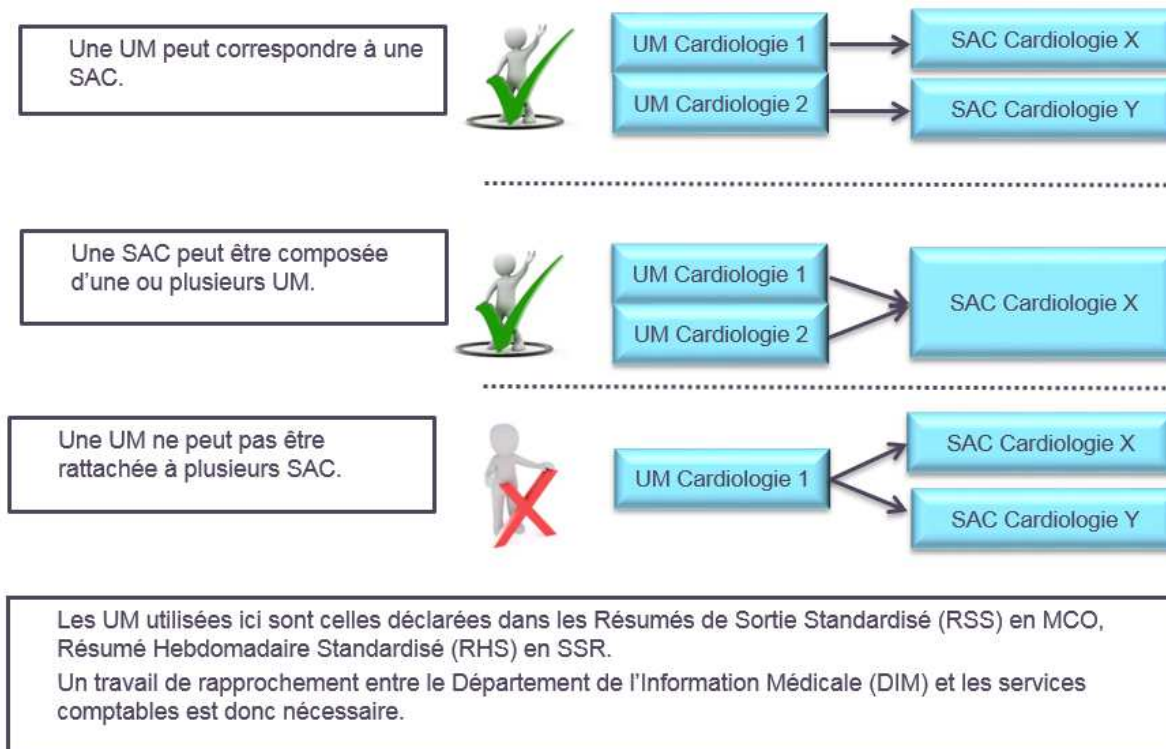 Une UM peut correspondre à une
SAC.
UM Cardiologie 1
SAC Cardiologie X
UM Cardiologie 2
SAC Cardiologie Y
Une SAC peut être composée
d'une ou plusieurs UM.
UM Cardiologie 1
UM Cardiologie 2
SAC Cardiologie X
Une UM ne peut pas être
rattachée à plusieurs SAC.
UM Cardiologie 1
SAC Cardiologie X
SAC Cardiologie Y
Les UM utilisées ici sont celles déclarées dans les Résumés de Sortie Standardisé (RSS) en MCO,
Résumé Hebdomadaire Standardisé (RHS) en SSR.
Un travail de rapprochement entre le Département de l'Information Médicale (DIM) et les services
comptables est donc nécessaire.